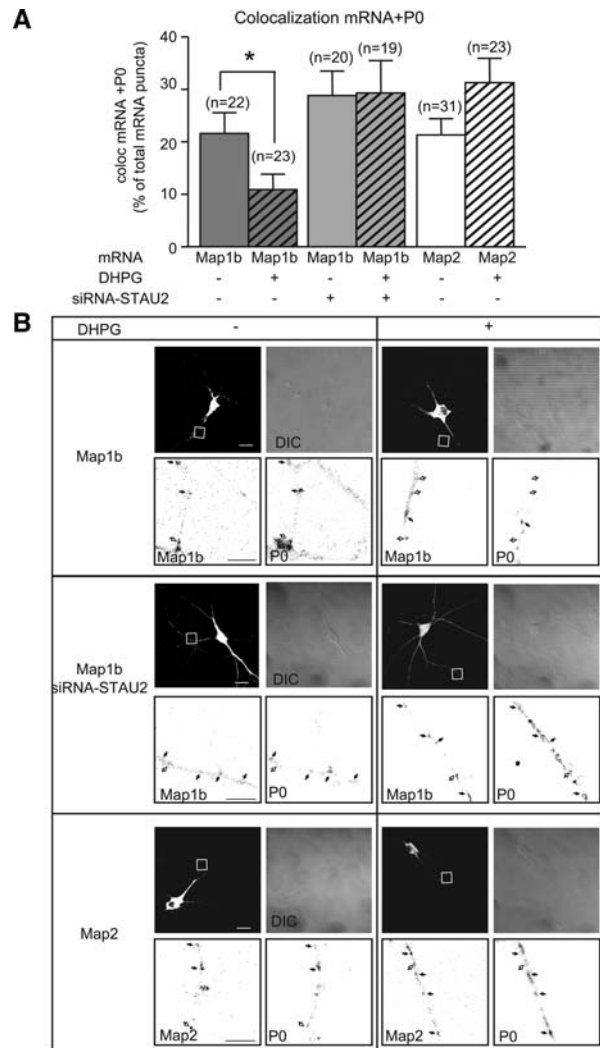 A
Colocalization mRNA+P0
coloc mRNA +P0
(% of total mRNA puncta)
40
30
20
10
0
*
(n=22)
(n=23)
(n=20)
(n=19)
(n=31)
(n=23)
mRNA Map1b Map1b Map1b Map1b Map2 Map2
DHPG - + - + - +
siRNA-STAU2 - - + + - -
B
DHPG - +
Map1b
DIC
Map1b P0 Map1b P0
Map1b
siRNA-STAU2
DIC
Map1b P0 Map1b P0
Map2
DIC
Map2 P0 Map2 P0